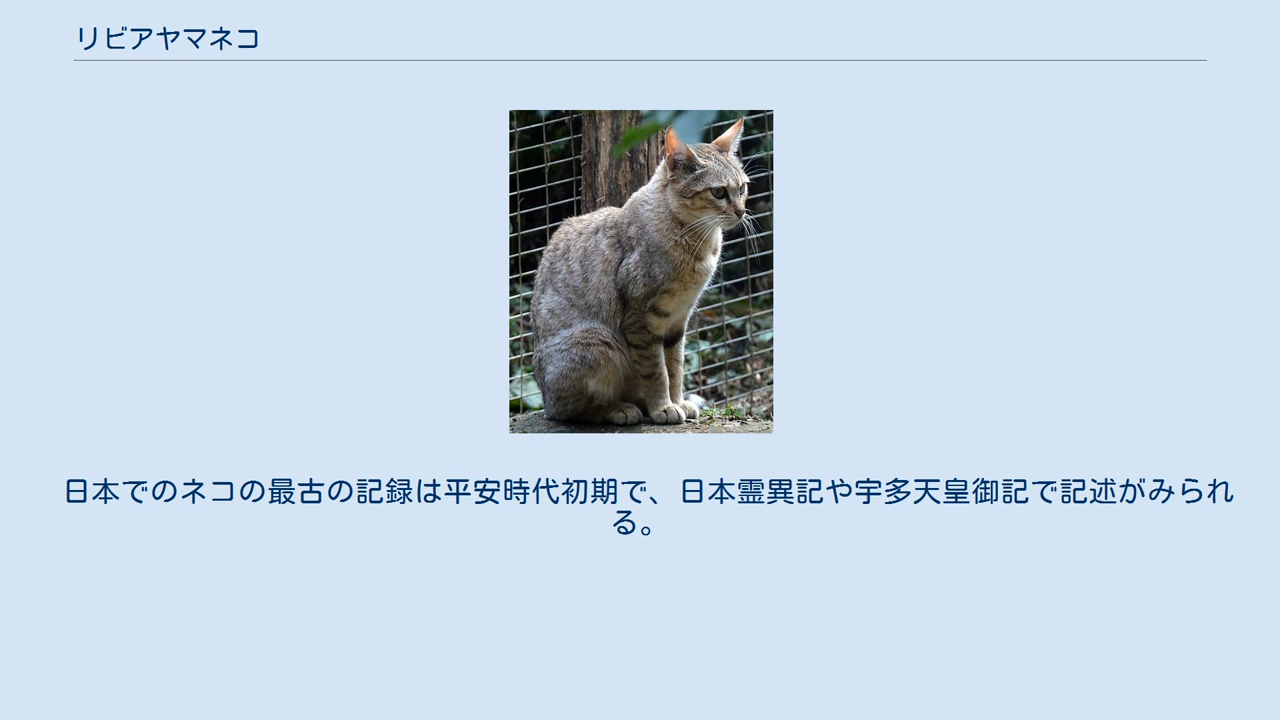 リビアヤマネコ
日本でのネコの最古の記録は平安時代初期で、日本霊異記や宇多天皇御記で記述がみられ
る。